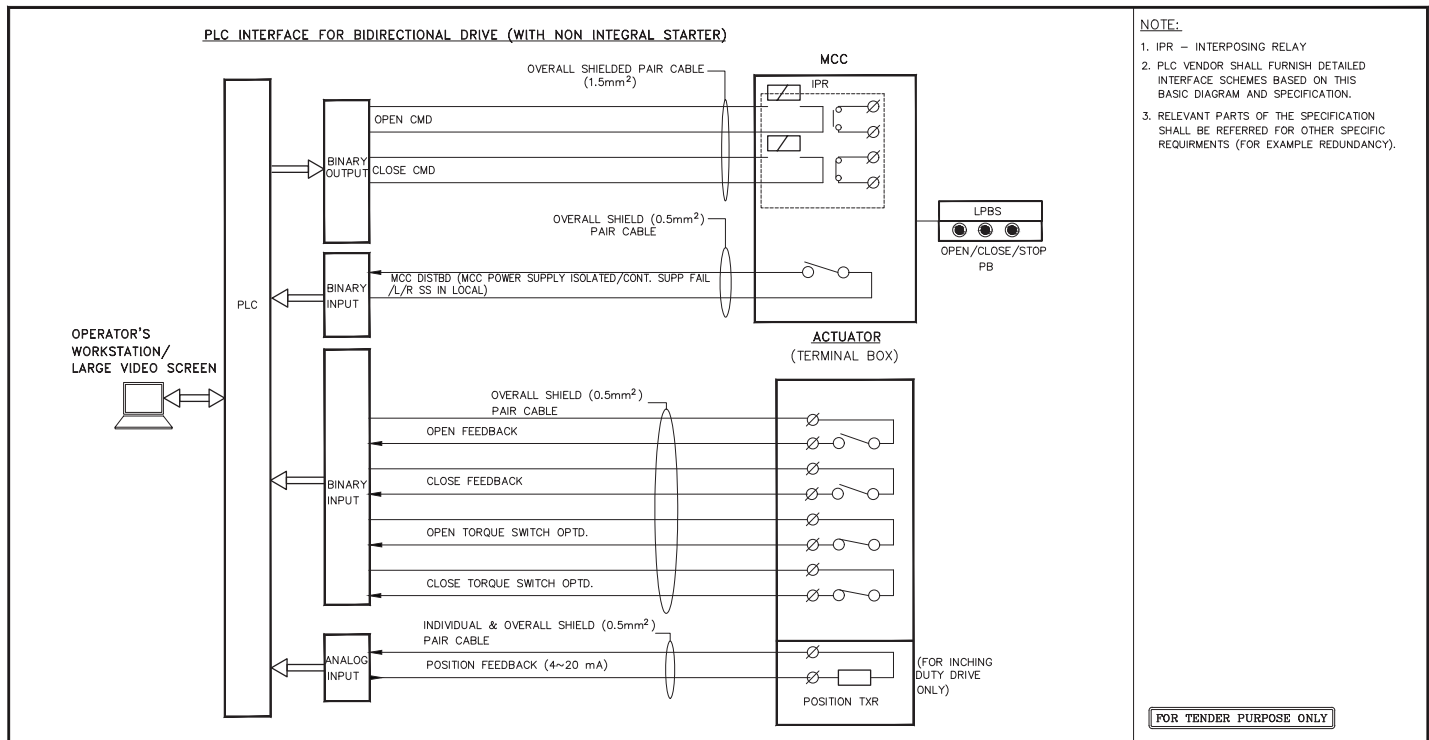 PLC INTERFACE FOR BIDIRECTIONAL DRIVE (WITH NON INTEGRAL STARTER)
OVERALL SHIELDED PAIR CABLE
(1.5mm²)
MCC
IPR
OPEN CMD
BINARY
OUTPUT
CLOSE CMD
OVERALL SHIELD (0.5mm²)
PAIR CABLE
LPBS
OPEN/CLOSE/STOP
PB
MCC DISTBD (MCC POWER SUPPLY ISOLATED/CONT. SUPP FAIL
/L/R SS IN LOCAL)
BINARY
INPUT
PLC
OPERATOR'S
WORKSTATION/
LARGE VIDEO SCREEN
ACTUATOR
(TERMINAL BOX)
OVERALL SHIELD (0.5mm²)
PAIR CABLE
OPEN FEEDBACK
CLOSE FEEDBACK
BINARY
INPUT
OPEN TORQUE SWITCH OPTD.
CLOSE TORQUE SWITCH OPTD.
INDIVIDUAL & OVERALL SHIELD (0.5mm²)
PAIR CABLE
ANALOG
INPUT
POSITION FEEDBACK (4~20 mA)
POSITION TXR
(FOR INCHING
DUTY DRIVE
ONLY)
NOTE:
1. IPR – INTERPOSING RELAY
2. PLC VENDOR SHALL FURNISH DETAILED
INTERFACE SCHEMES BASED ON THIS
BASIC DIAGRAM AND SPECIFICATION.
3. RELEVANT PARTS OF THE SPECIFICATION
SHALL BE REFERRED FOR OTHER SPECIFIC
REQUIRMENTS (FOR EXAMPLE REDUNDANCY).
FOR TENDER PURPOSE ONLY